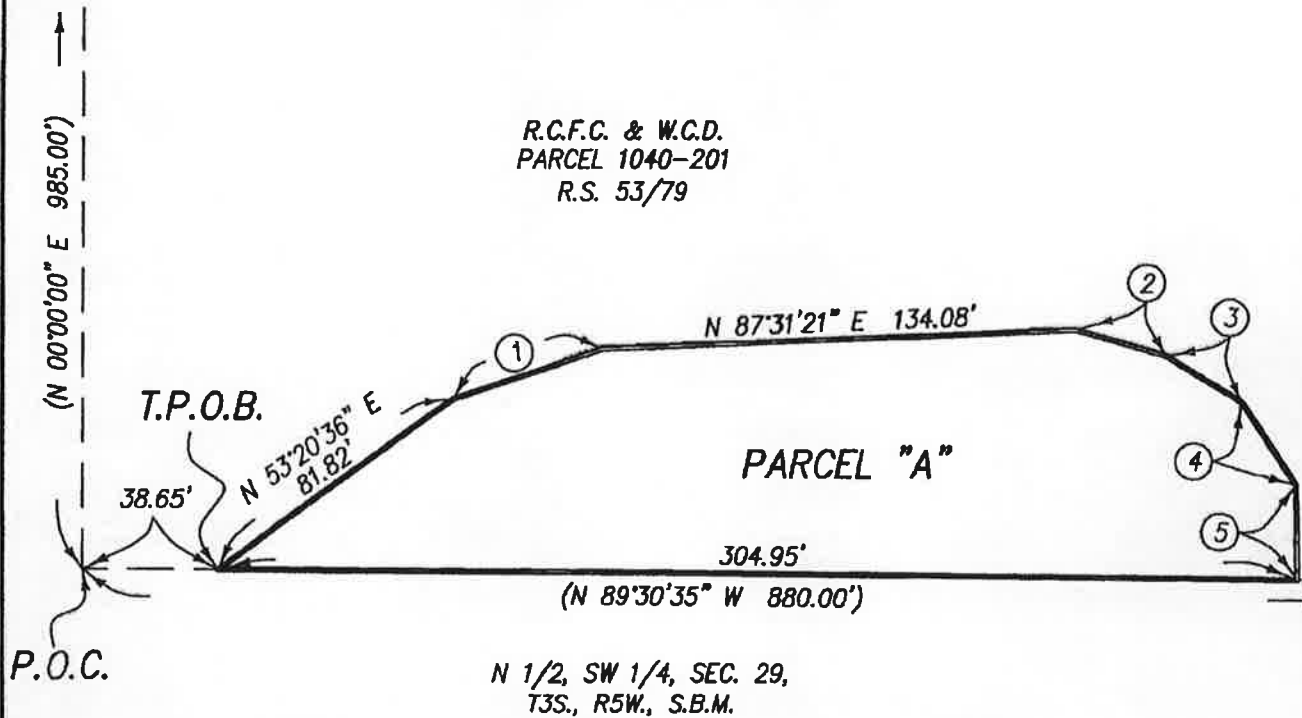 (N 00°00'00" E 985.00')
R.C.F.C. & W.C.D.
PARCEL 1040-201
R.S. 53/79
2
3
N 87°31'21" E 134.08'
1
T.P.O.B.
N 53°20'36" E
81.82'
PARCEL "A"
4
38.65'
5
304.95'
(N 89°30'35" W 880.00')
P.O.C.
N 1/2, SW 1/4, SEC. 29,
T3S., R5W., S.B.M.